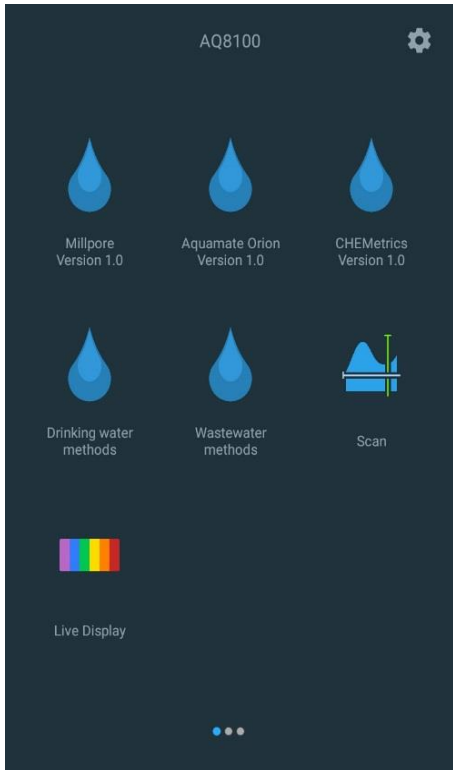 AQ8100
Millpore
Version 1.0
Aquamate Orion
Version 1.0
CHEMetrics
Version 1.0
Drinking water
methods
Wastewater
methods
Scan
Live Display